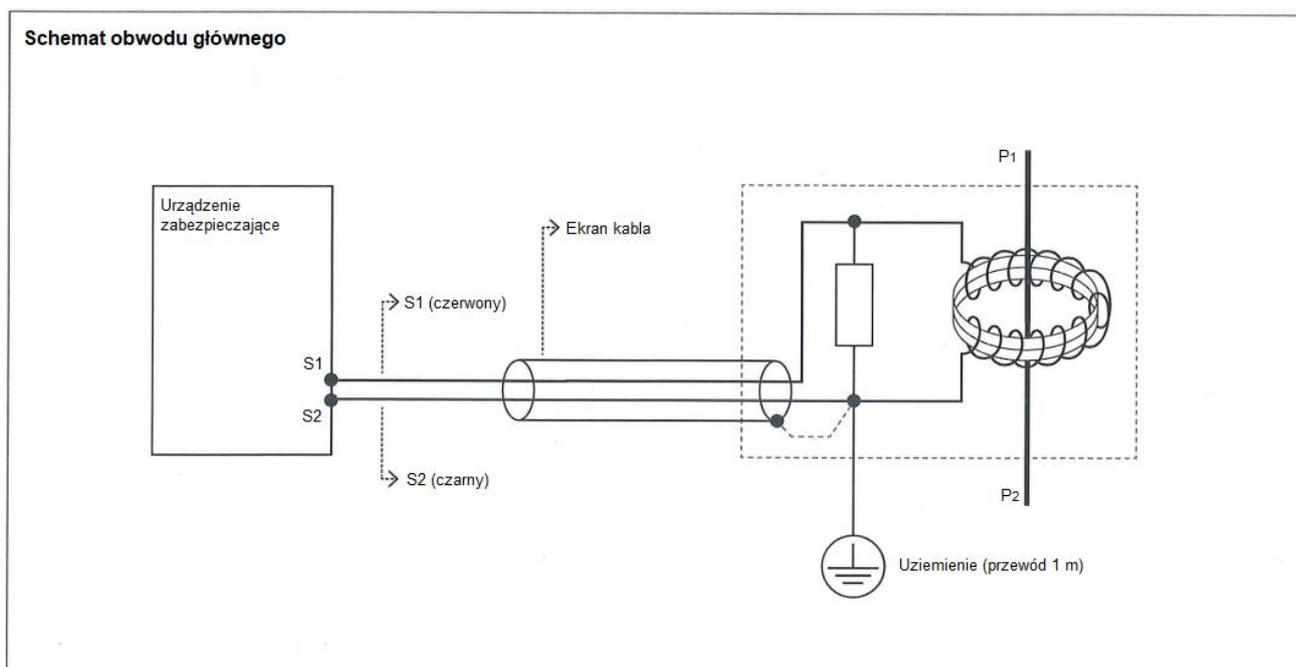 Schemat obwodu głównego
P1
Urządzenie
zabezpieczające
Ekran kabla
S1 (czerwony)
S1
S2
S2 (czarny)
P2
Uziemienie (przewód 1 m)